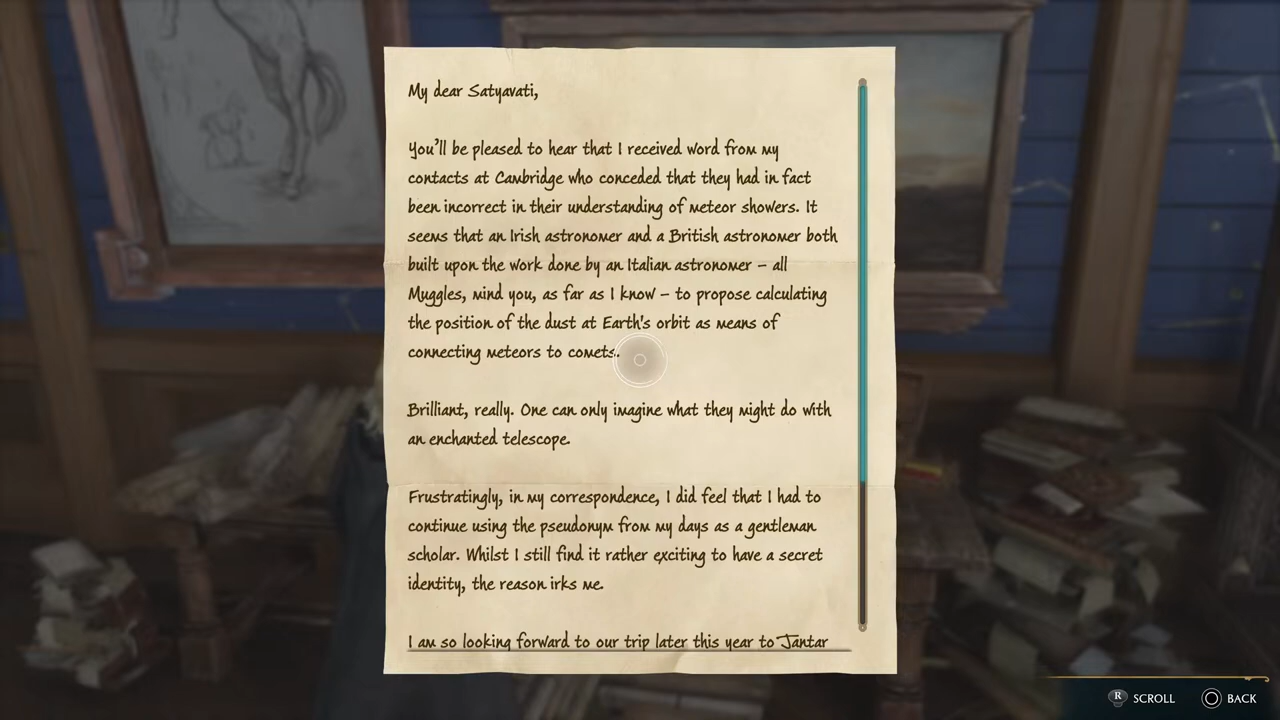 My dear Satyavati,
You'll be pleased to hear that I received word from my
contacts at Cambridge who conceded that they had in fact
been incorrect in their understanding of meteor showers. It
seems that an Irish astronomer and a British astronomer both
built upon the work done by an Italian astronomer – all
Muggles, mind you, as far as I know – to propose calculating
the position of the dust at Earth's orbit as means of
connecting meteors to comets.
Brilliant, really. One can only imagine what they might do with
an enchanted telescope.
Frustratingly, in my correspondence, I did feel that I had to
continue using the pseudonym from my days as a gentleman
scholar. Whilst I still find it rather exciting to have a secret
identity, the reason irks me.
I am so looking forward to our trip later this year to Jantar
R SCROLL
BACK